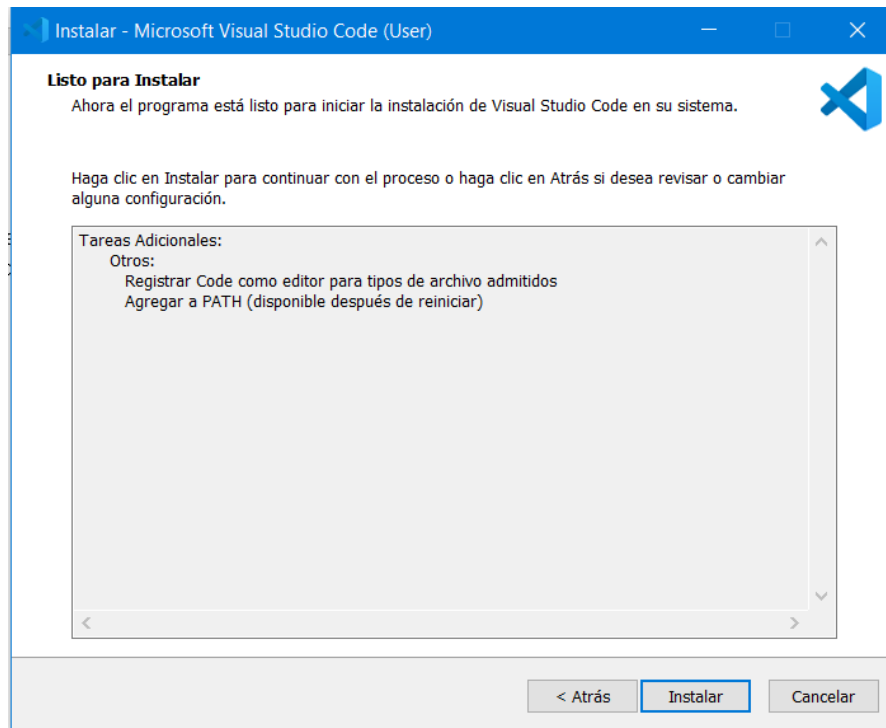 Instalar - Microsoft Visual Studio Code (User)
Listo para Instalar
Ahora el programa está listo para iniciar la instalación de Visual Studio Code en su sistema.
Haga clic en Instalar para continuar con el proceso o haga clic en Atrás si desea revisar o cambiar
alguna configuración.
Tareas Adicionales:
Otros:
Registrar Code como editor para tipos de archivo admitidos
Agregar a PATH (disponible después de reiniciar)
< Atrás
Instalar
Cancelar